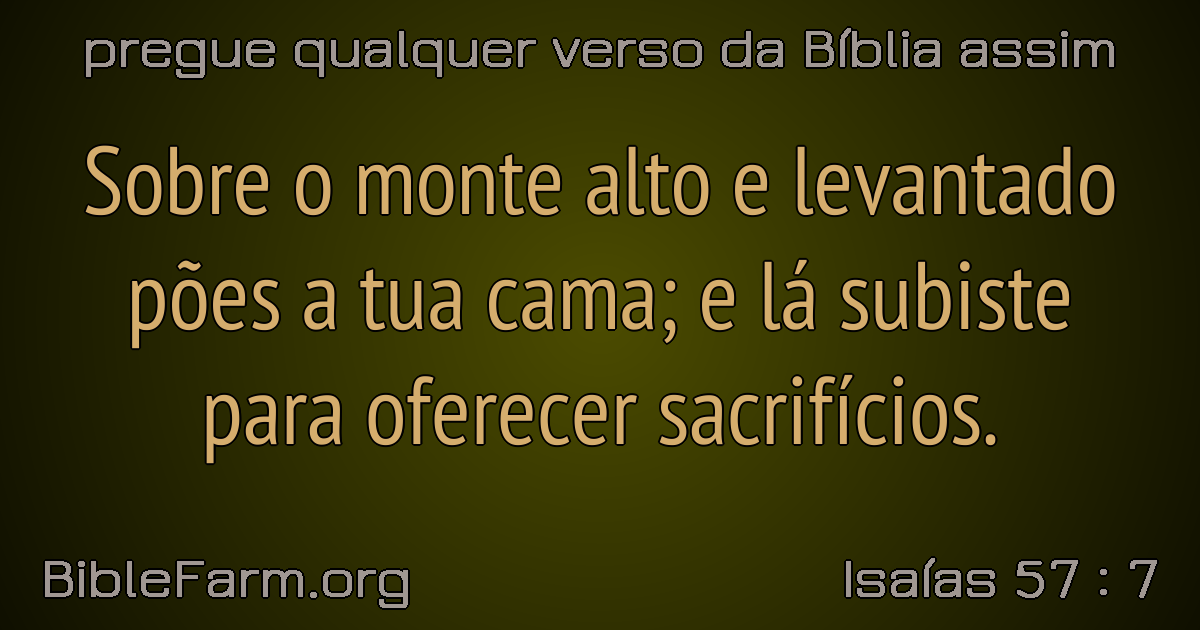 pregue qualquer verso da Bíblia assim
Sobre o monte alto e levantado
pões a tua cama; e lá subiste
para oferecer sacrifícios.
BibleFarm.org
Isaías 57 : 7